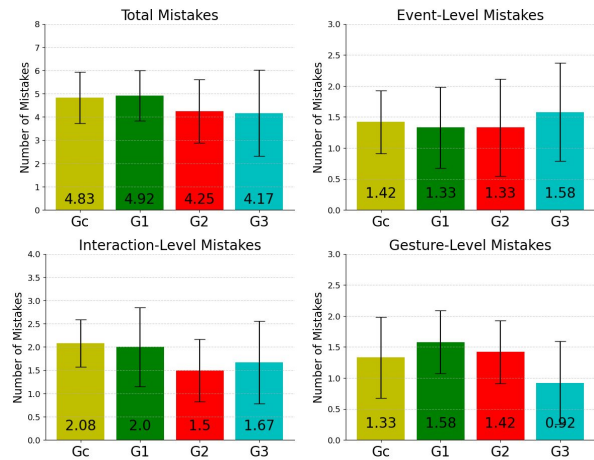 Total Mistakes
Number of Mistakes
8
7
6
5
4
3
2
1
0
4.83 4.92 4.25 4.17
Gc G1 G2 G3
Event-Level Mistakes
Number of Mistakes
3.0
2.5
2.0
1.5
1.0
0.5
0.0
1.42 1.33 1.33 1.58
Gc G1 G2 G3
Interaction-Level Mistakes
Number of Mistakes
4.0
3.5
3.0
2.5
2.0
1.5
1.0
0.5
0.0
2.08 2.0 1.5 1.67
Gc G1 G2 G3
Gesture-Level Mistakes
Number of Mistakes
3.0
2.5
2.0
1.5
1.0
0.5
0.0
1.33 1.58 1.42 0.92
Gc G1 G2 G3